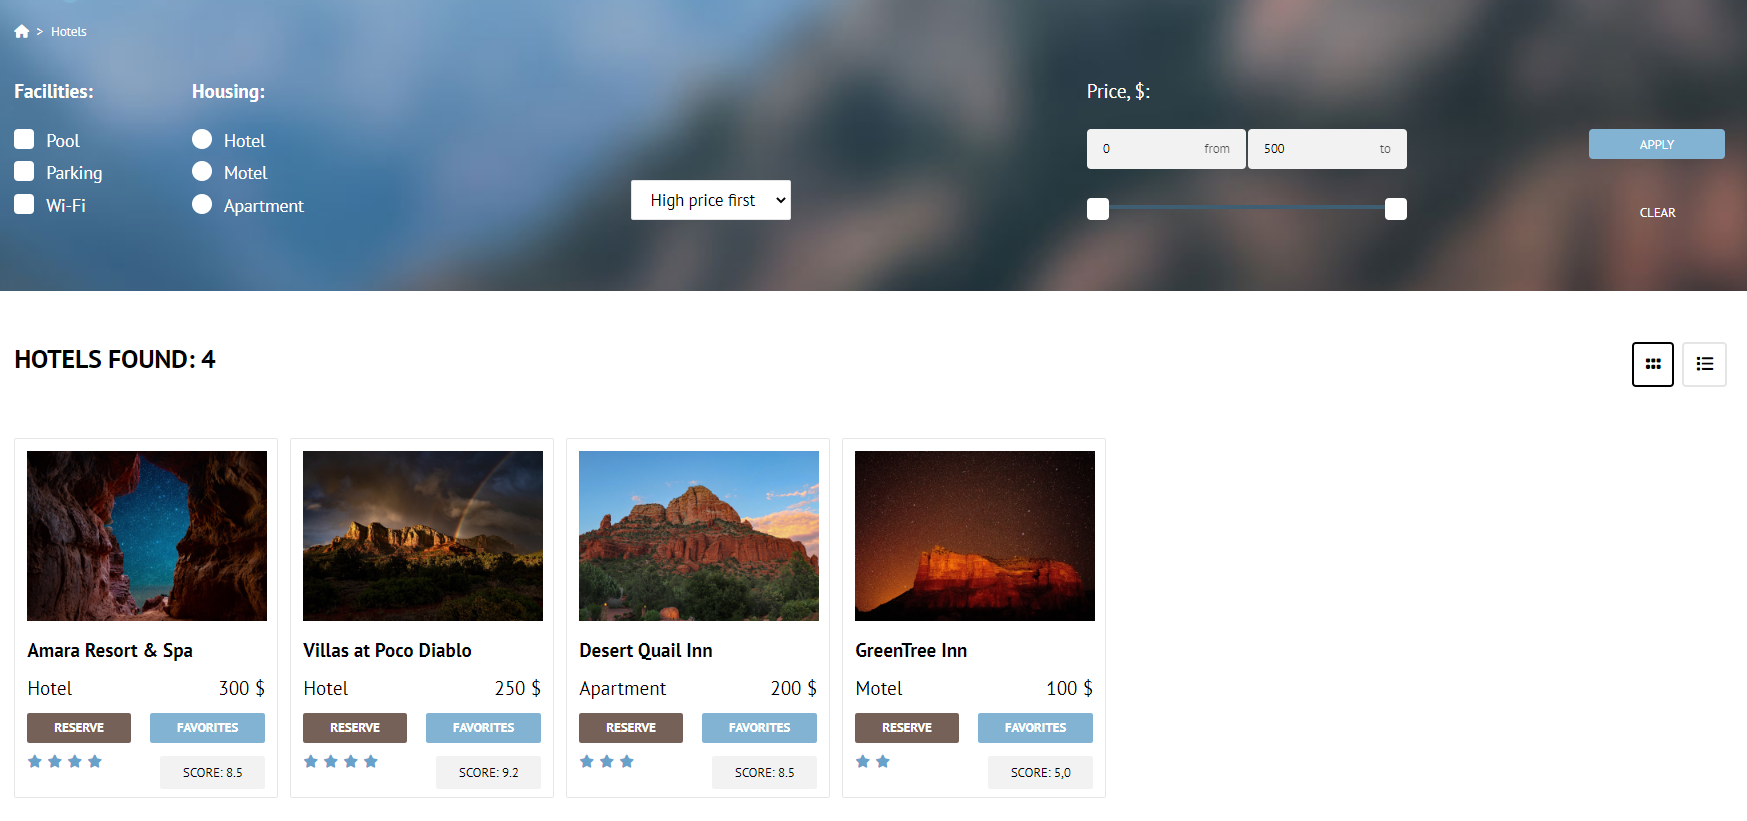 > Hotels
Facilities:
Pool
Parking
Wi-Fi
Housing:
Hotel
Motel
Apartment
High price first
Price, $:
0 from
500 to
APPLY
CLEAR
HOTELS FOUND: 4
Amara Resort & Spa
Hotel 300 $
RESERVE FAVORITES
SCORE: 8.5
Villas at Poco Diablo
Hotel 250 $
RESERVE FAVORITES
SCORE: 9.2
Desert Quail Inn
Apartment 200 $
RESERVE FAVORITES
SCORE: 8.5
GreenTree Inn
Motel 100 $
RESERVE FAVORITES
SCORE: 5,0